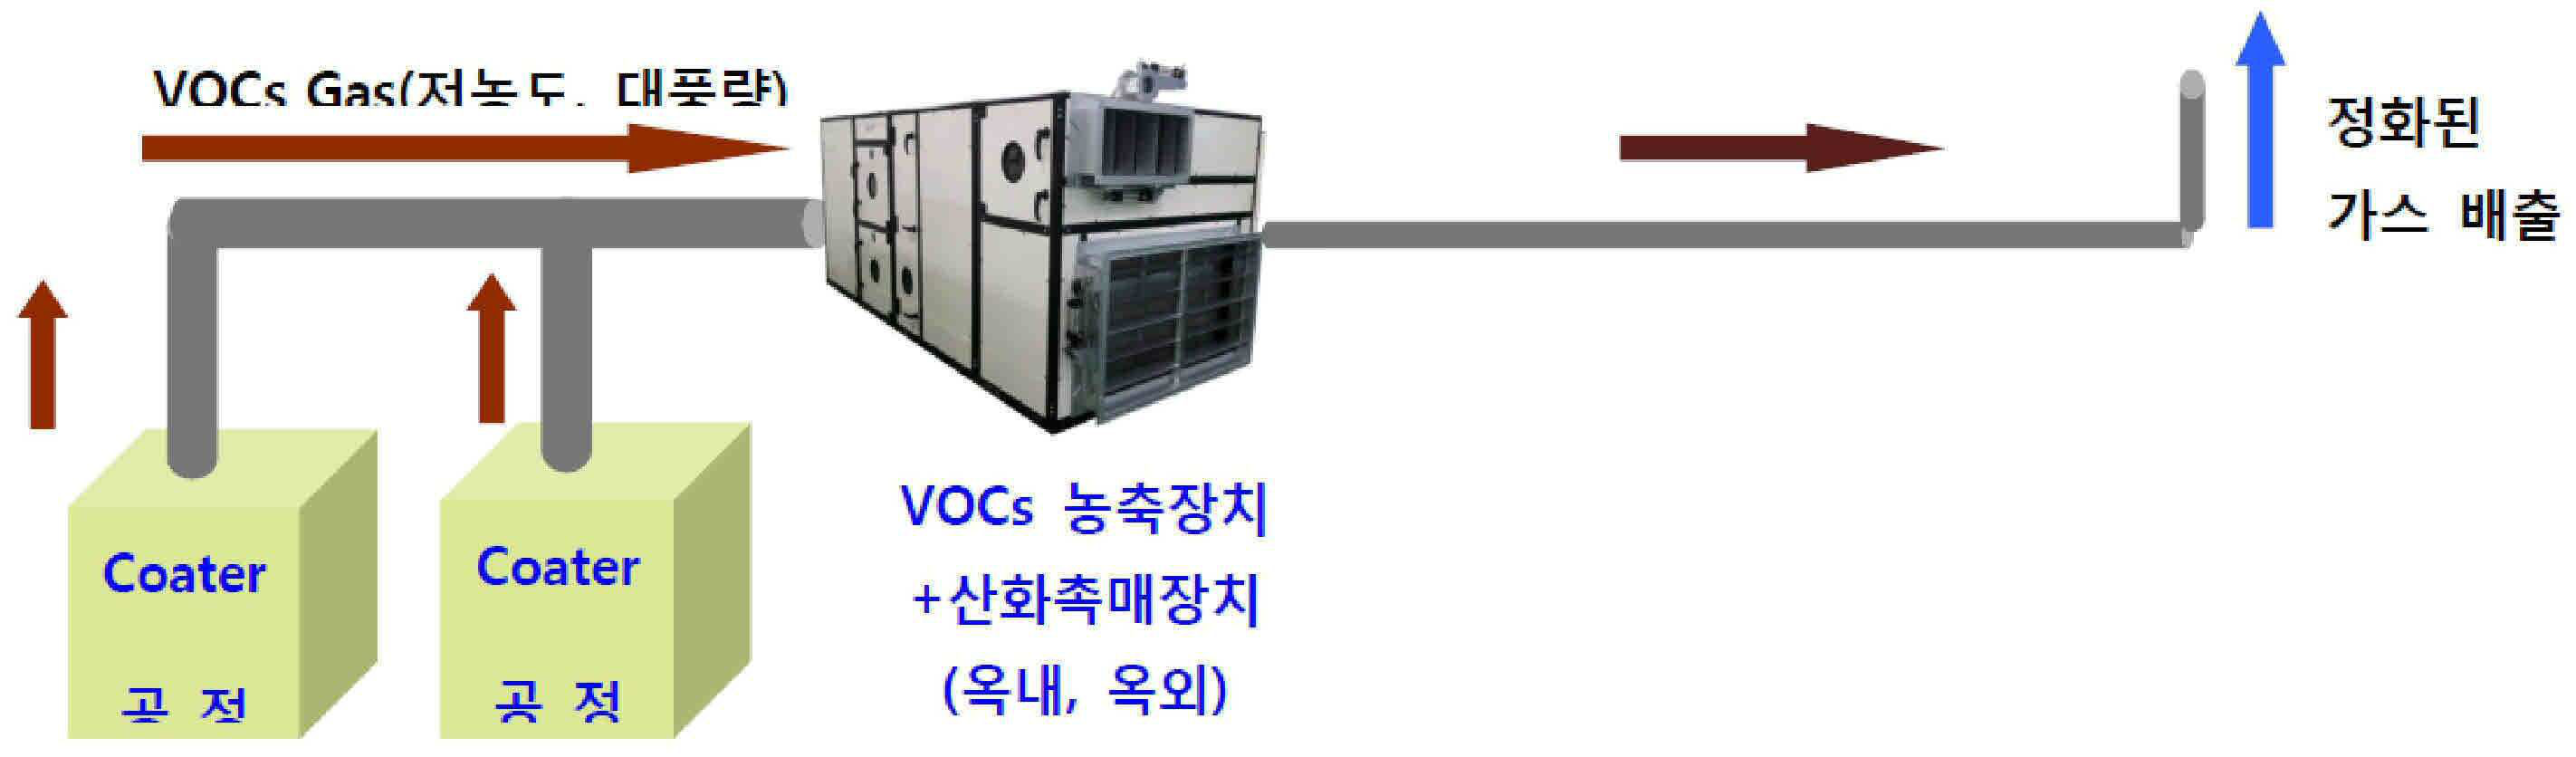 VOCs Gas(저농도, 대풍량)
정화된
가스 배출
VOCs 농축장치
+산화촉매장치
(옥내, 옥외)
Coater
공 정
Coater
공 정